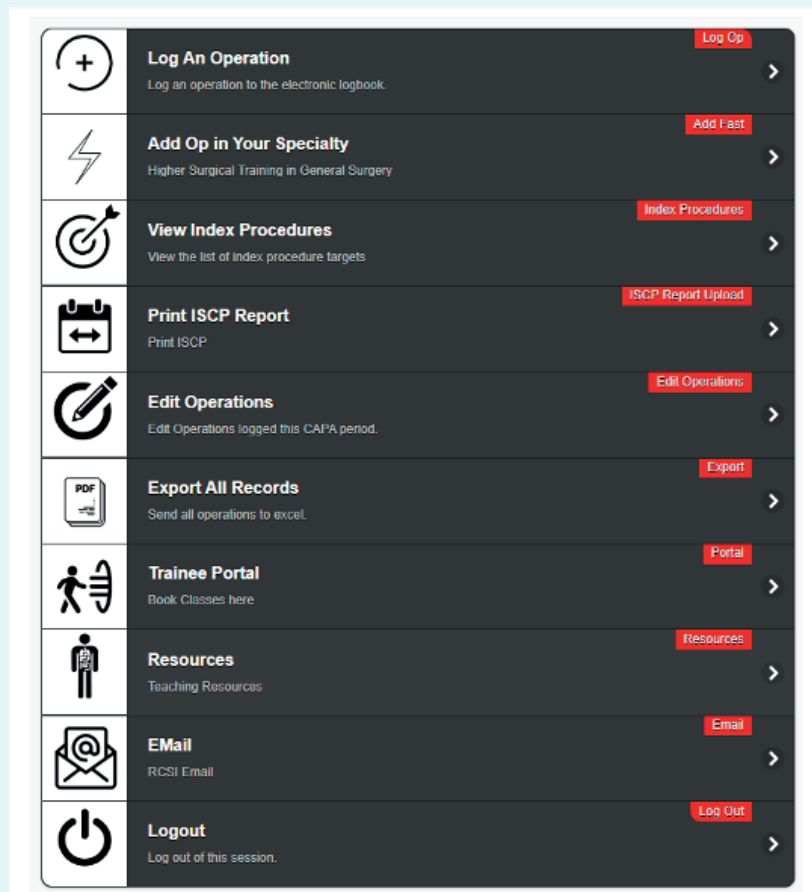 Log Op
Log An Operation
Log an operation to the electronic logbook.
Add Fast
Add Op in Your Specialty
Higher Surgical Training in General Surgery
Index Procedures
View Index Procedures
View the list of index procedure targets
ISCP Report Upload
Print ISCP Report
Print ISCP
Edit Operations
Edit Operations
Edit Operations logged this CAPA period.
Export
PDF
Export All Records
Send all operations to excel.
Portal
Trainee Portal
Book Classes here
Resources
Resources
Teaching Resources
Email
EMail
RCSI Email
Log Out
Logout
Log out of this session.